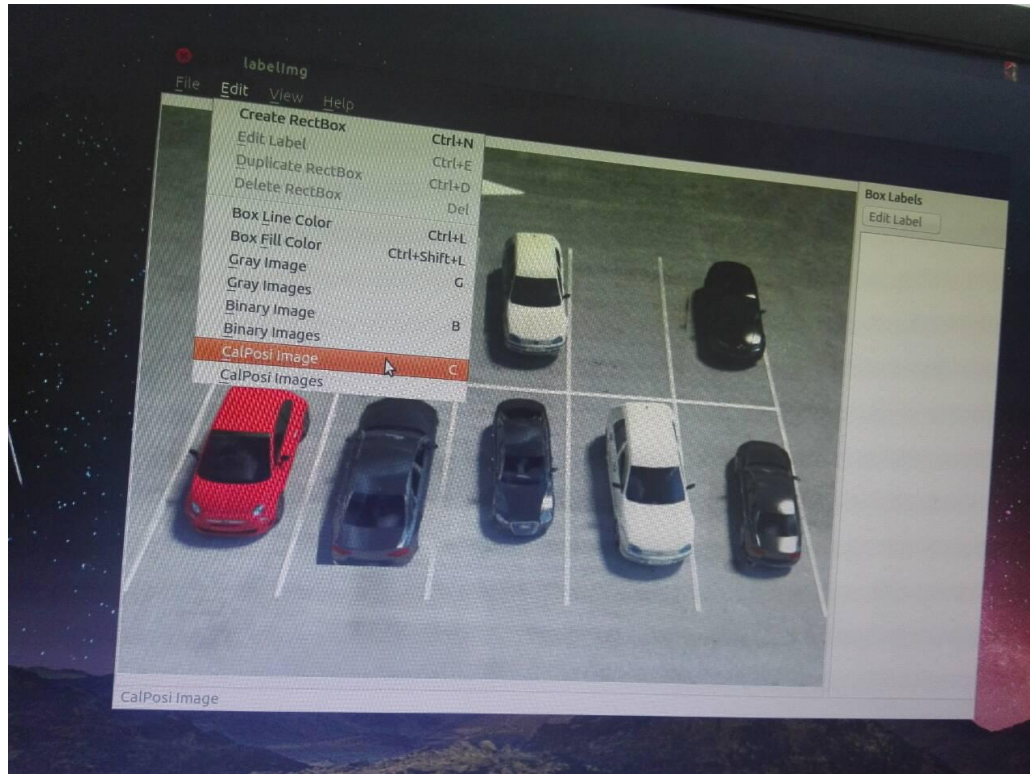 labelImg
File Edit View Help
Create RectBox Ctrl+N
Edit Label Ctrl+E
Duplicate RectBox Ctrl+D
Delete RectBox Del
Box Line Color Ctrl+L
Box Fill Color Ctrl+Shift+L
Gray Image G
Gray Images
Binary Image B
Binary Images
CalPosi Image C
CalPosi Images
Box Labels
Edit Label
CalPosi Image